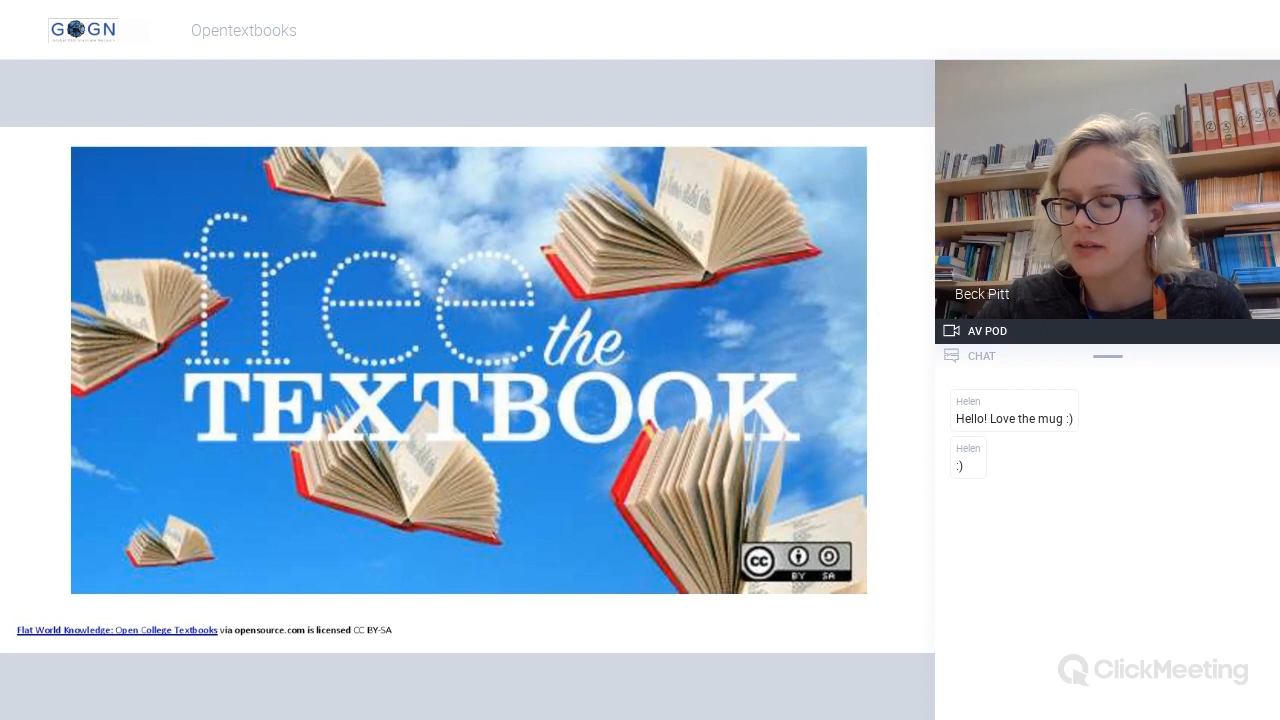 GOGN
Opentextbooks
free
the
TEXTBOOK
cc
BY SA
Flat World Knowledge: Open College Textbooks via opensource.com is licensed CC BY-SA
Beck Pitt
AV POD
CHAT
Helen
Hello! Love the mug :)
Helen
:)
ClickMeeting